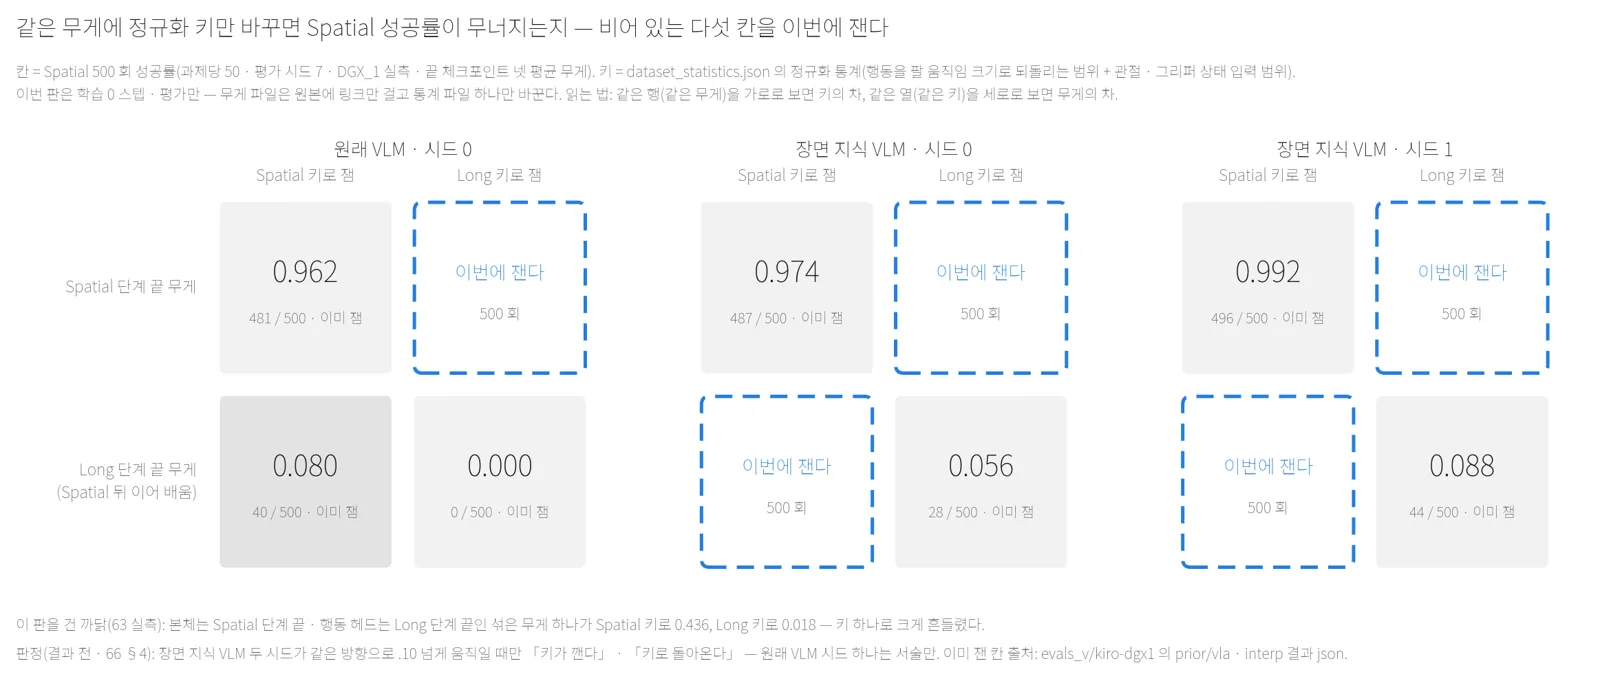 같은 무게에 정규화 키만 바꾸면 Spatial 성공률이 무너지는지 — 비어 있는 다섯 칸을 이번에 잰다
칸 = Spatial 500 회 성공률(과제당 50 · 평가 시드 7 · DGX_1 실측 · 끝 체크포인트 넷 평균 무게). 키 = dataset_statistics.json 의 정규화 통계(행동을 팔 움직임 크기로 되돌리는 범위 + 관절 · 그리퍼 상태 입력 범위).
이번 판은 학습 0 스텝 · 평가만 — 무게 파일은 원본에 링크만 걸고 통계 파일 하나만 바꾼다. 읽는 법: 같은 행(같은 무게)을 가로로 보면 키의 차, 같은 열(같은 키)을 세로로 보면 무게의 차.
원래 VLM · 시드 0
장면 지식 VLM · 시드 0
장면 지식 VLM · 시드 1
Spatial 키로 잼
Long 키로 잼
Spatial 키로 잼
Long 키로 잼
Spatial 키로 잼
Long 키로 잼
Spatial 단계 끝 무게
0.962
481 / 500 · 이미 잼
이번에 잰다
500 회
0.974
487 / 500 · 이미 잼
이번에 잰다
500 회
0.992
496 / 500 · 이미 잼
이번에 잰다
500 회
Long 단계 끝 무게
(Spatial 뒤 이어 배움)
0.080
40 / 500 · 이미 잼
0.000
0 / 500 · 이미 잼
이번에 잰다
500 회
0.056
28 / 500 · 이미 잼
이번에 잰다
500 회
0.088
44 / 500 · 이미 잼
이 판을 건 까닭(63 실측): 본체는 Spatial 단계 끝 · 행동 헤드는 Long 단계 끝인 섞은 무게 하나가 Spatial 키로 0.436, Long 키로 0.018 — 키 하나로 크게 흔들렸다.
판정(결과 전 · 66 §4): 장면 지식 VLM 두 시드가 같은 방향으로 .10 넘게 움직일 때만 「키가 깬다」 · 「키로 돌아온다」 — 원래 VLM 시드 하나는 서술만. 이미 잰 칸 출처: evals_v/kiro-dgx1 의 prior/vla · interp 결과 json.